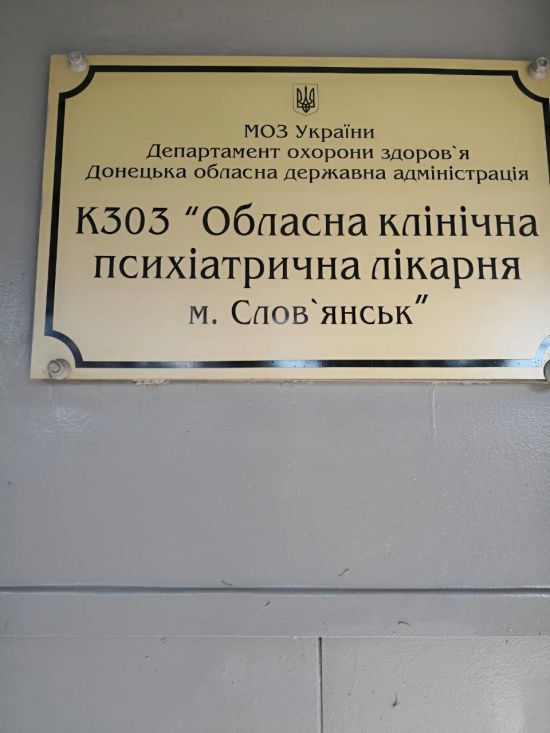 МОЗ України
Департамент охорони здоров`я
Донецька обласна державна адміністрація
КЗОЗ "Обласна клінічна
психіатрична лікарня
м. Слов`янськ"